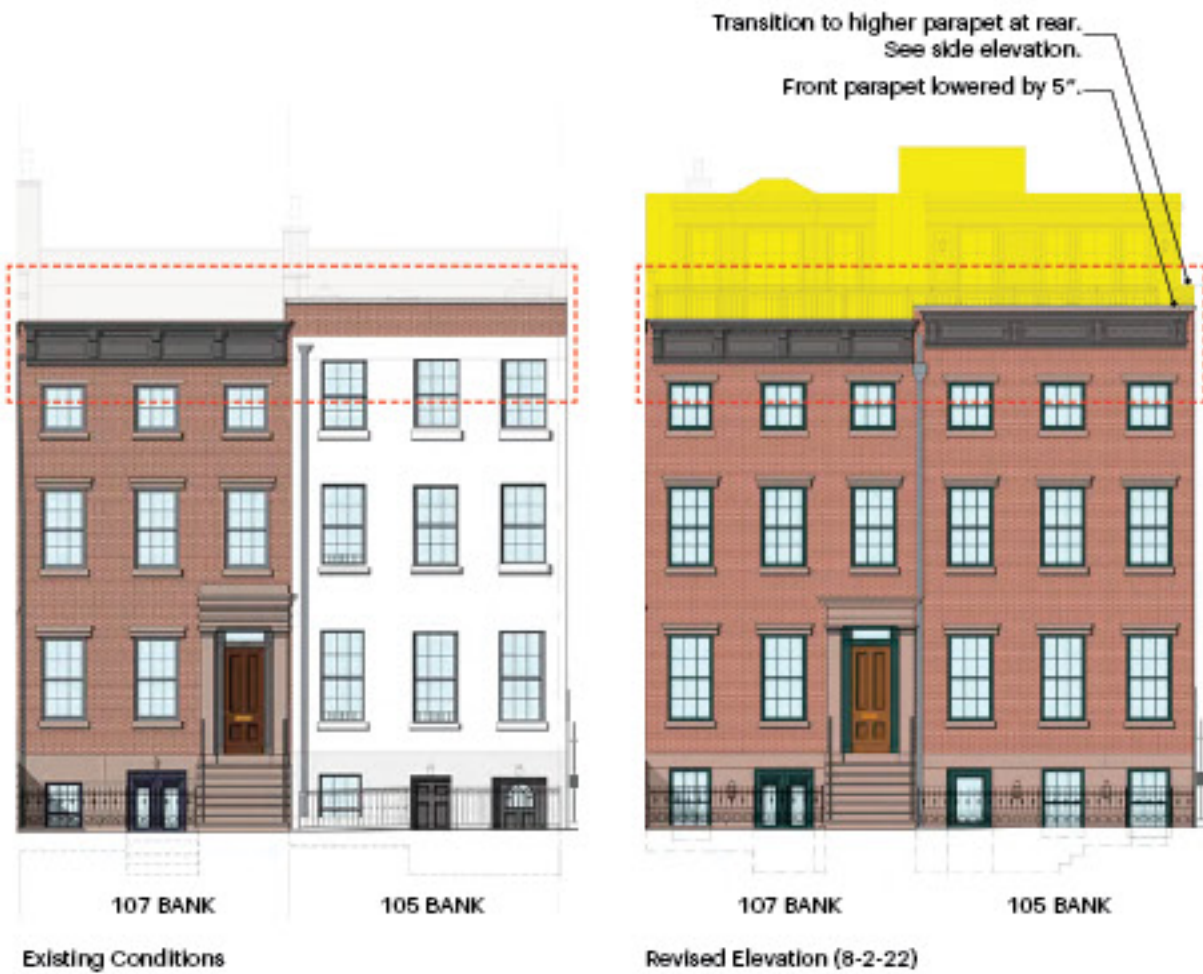 Transition to higher parapet at rear.
See side elevation.
Front parapet lowered by 5".
107 BANK
105 BANK
107 BANK
105 BANK
Existing Conditions
Revised Elevation (8-2-22)